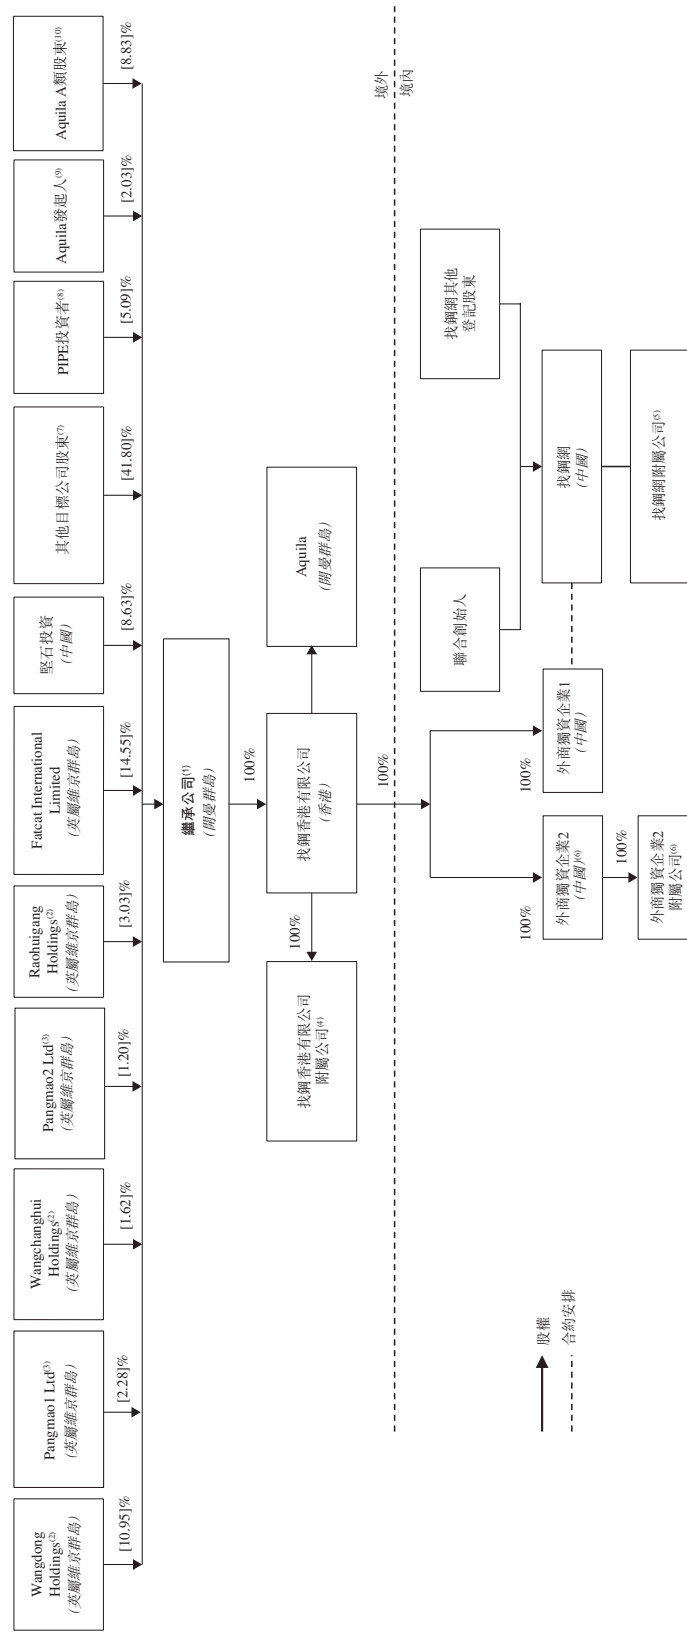 Wangdong
Holdings(2)
(英屬維京群島)
Pangmao1 Ltd(3)
(英屬維京群島)
Wangchanghui
Holdings(2)
(英屬維京群島)
Pangmao2 Ltd(3)
(英屬維京群島)
Raohuigang
Holdings(2)
(英屬維京群島)
Fatcat International
Limited
(英屬維京群島)
堅石投資
(中國)
其他目標公司股東(7)
PIPE投資者(8)
Aquila發起人(9)
Aquila A類股東(10)
[10.95]%
[2.28]%
[1.62]%
[1.20]%
[3.03]%
[14.55]%
[8.63]%
[41.80]%
[5.09]%
[2.03]%
[8.83]%
繼承公司(1)
(開曼群島)
100%
找鋼香港有限公司
附屬公司(4)
100%
找鋼香港有限公司
(香港)
Aquila
(開曼群島)
100%
境外
境內
聯合創始人
找鋼網其他
登記股東
100%
100%
外商獨資企業2
(中國)(6)
外商獨資企業1
(中國)
找鋼網
(中國)
100%
外商獨資企業2
附屬公司(6)
找鋼網附屬公司(5)
股權
合約安排